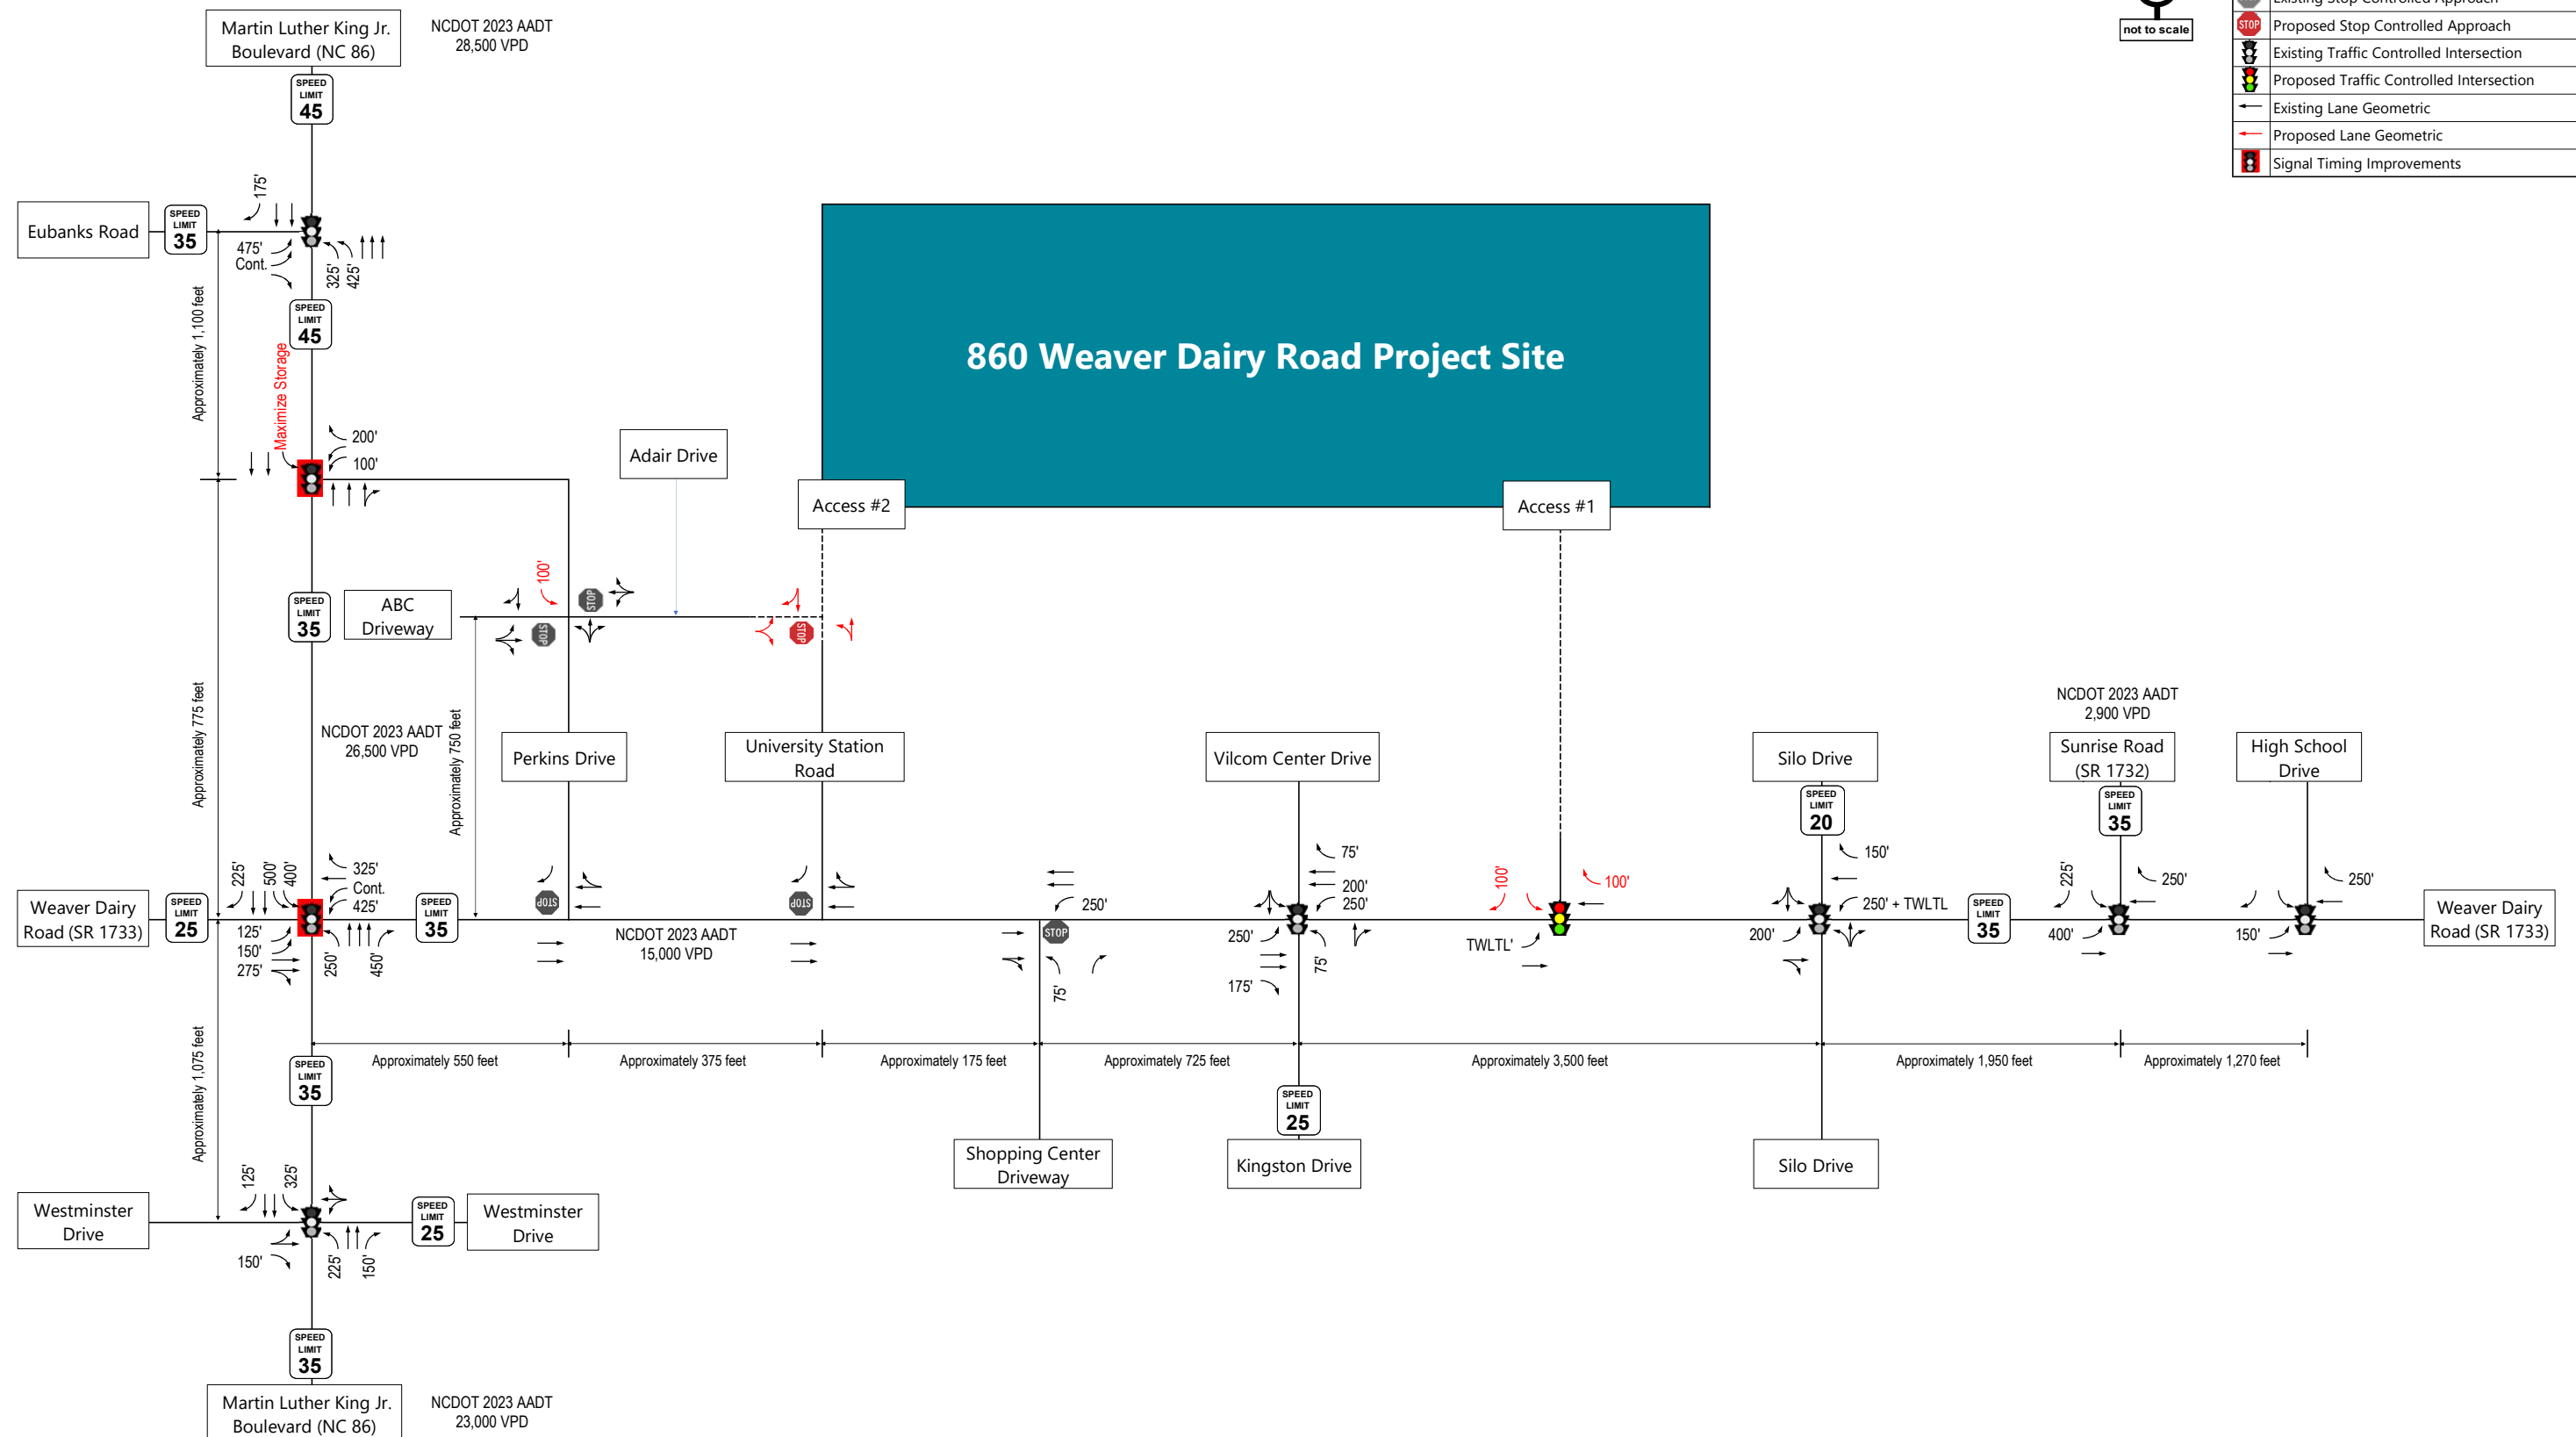 Martin Luther King Jr.
Boulevard (NC 86)
NCDOT 2023 AADT
28,500 VPD
not to scale
Existing Stop Controlled Approach
STOP
Proposed Stop Controlled Approach
Existing Traffic Controlled Intersection
Proposed Traffic Controlled Intersection
Existing Lane Geometric
Proposed Lane Geometric
Signal Timing Improvements
SPEED
LIMIT
45
Eubanks Road
SPEED
LIMIT
35
175'
475'
Cont.
325'
425'
SPEED
LIMIT
45
Approximately 1,100 feet
Maximize Storage
200'
100'
860 Weaver Dairy Road Project Site
Adair Drive
Access #2
Access #1
SPEED
LIMIT
35
ABC
Driveway
100'
STOP
STOP
STOP
Approximately 775 feet
NCDOT 2023 AADT
26,500 VPD
Approximately 750 feet
Perkins Drive
University Station
Road
Vilcom Center Drive
Silo Drive
SPEED
LIMIT
20
NCDOT 2023 AADT
2,900 VPD
Sunrise Road
(SR 1732)
SPEED
LIMIT
35
High School
Drive
Weaver Dairy
Road (SR 1733)
SPEED
LIMIT
25
225'
500'
400'
325'
Cont.
425'
125'
150'
275'
250'
450'
SPEED
LIMIT
35
STOP
STOP
NCDOT 2023 AADT
15,000 VPD
250'
STOP
75'
75'
200'
250'
250'
175'
75'
100'
100'
TWLTL'
150'
250' + TWLTL
200'
SPEED
LIMIT
35
225'
250'
400'
250'
150'
Weaver Dairy
Road (SR 1733)
Approximately 1,075 feet
Approximately 550 feet
Approximately 375 feet
Approximately 175 feet
Approximately 725 feet
Approximately 3,500 feet
Approximately 1,950 feet
Approximately 1,270 feet
SPEED
LIMIT
35
SPEED
LIMIT
25
Shopping Center
Driveway
Kingston Drive
Silo Drive
Westminster
Drive
125'
325'
150'
225'
150'
SPEED
LIMIT
25
Westminster
Drive
SPEED
LIMIT
35
Martin Luther King Jr.
Boulevard (NC 86)
NCDOT 2023 AADT
23,000 VPD